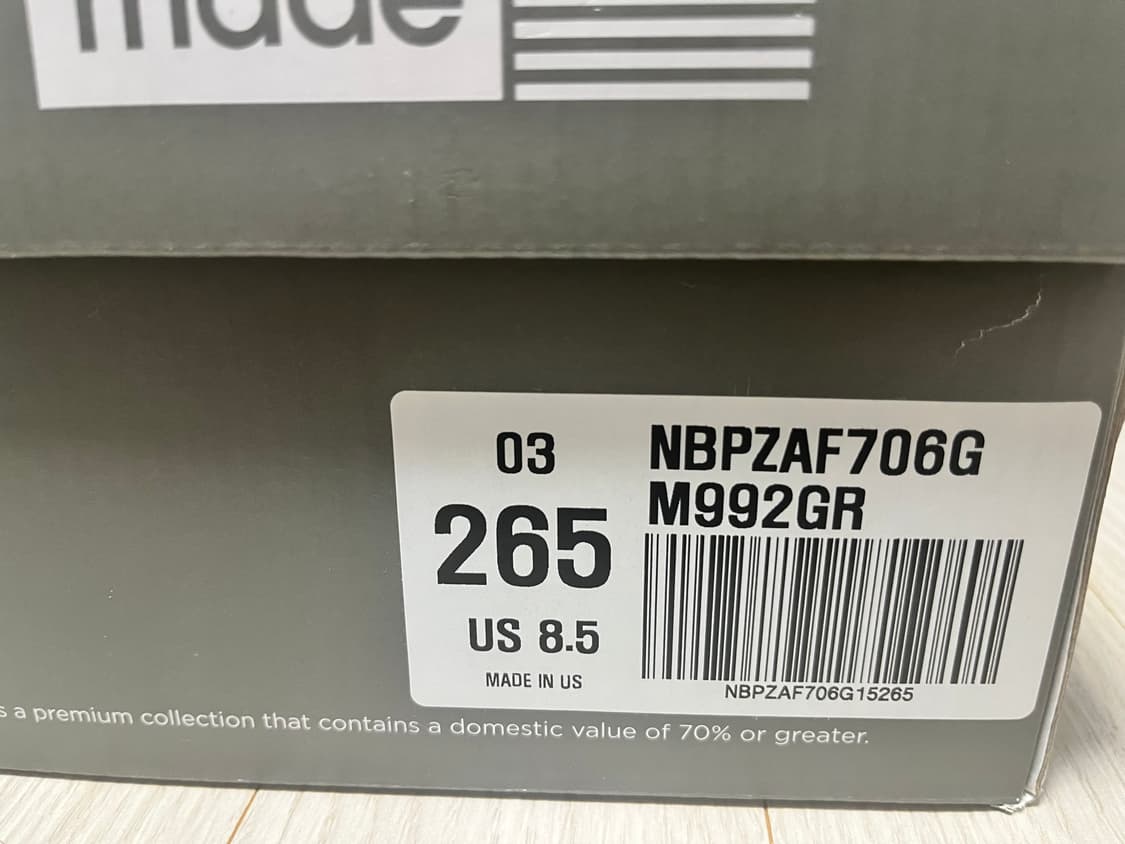 made
03
265
US 8.5
MADE IN US
NBPZAF706G
M992GR
NBPZAF706G15265
s a premium collection that contains a domestic value of 70% or greater.